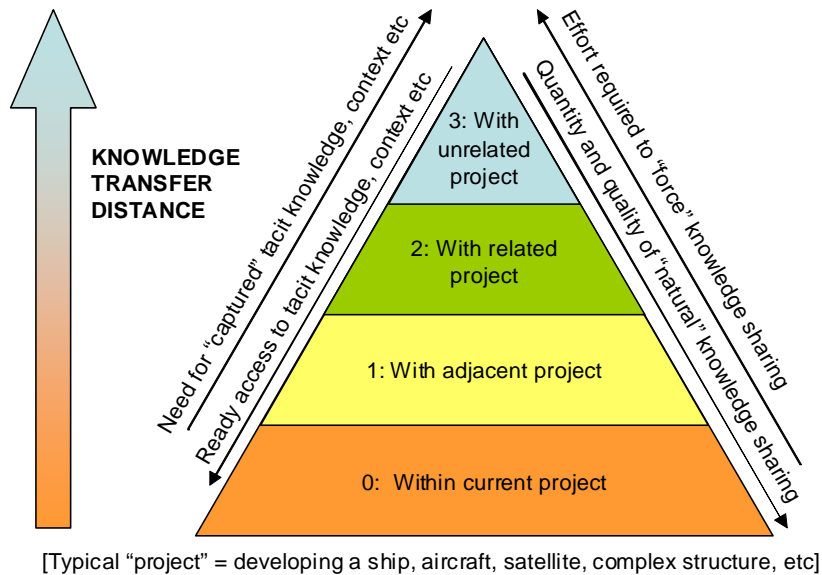 KNOWLEDGE
TRANSFER
DISTANCE
Need for “captured” tacit knowledge, context etc
Ready access to tacit knowledge, context etc
3: With
unrelated
project
2: With related
project
1: With adjacent project
0:  Within current project
Quantity and quality of “natural” knowledge sharing
Effort required to “force” knowledge sharing
[Typical “project” = developing a ship, aircraft, satellite, complex structure, etc]